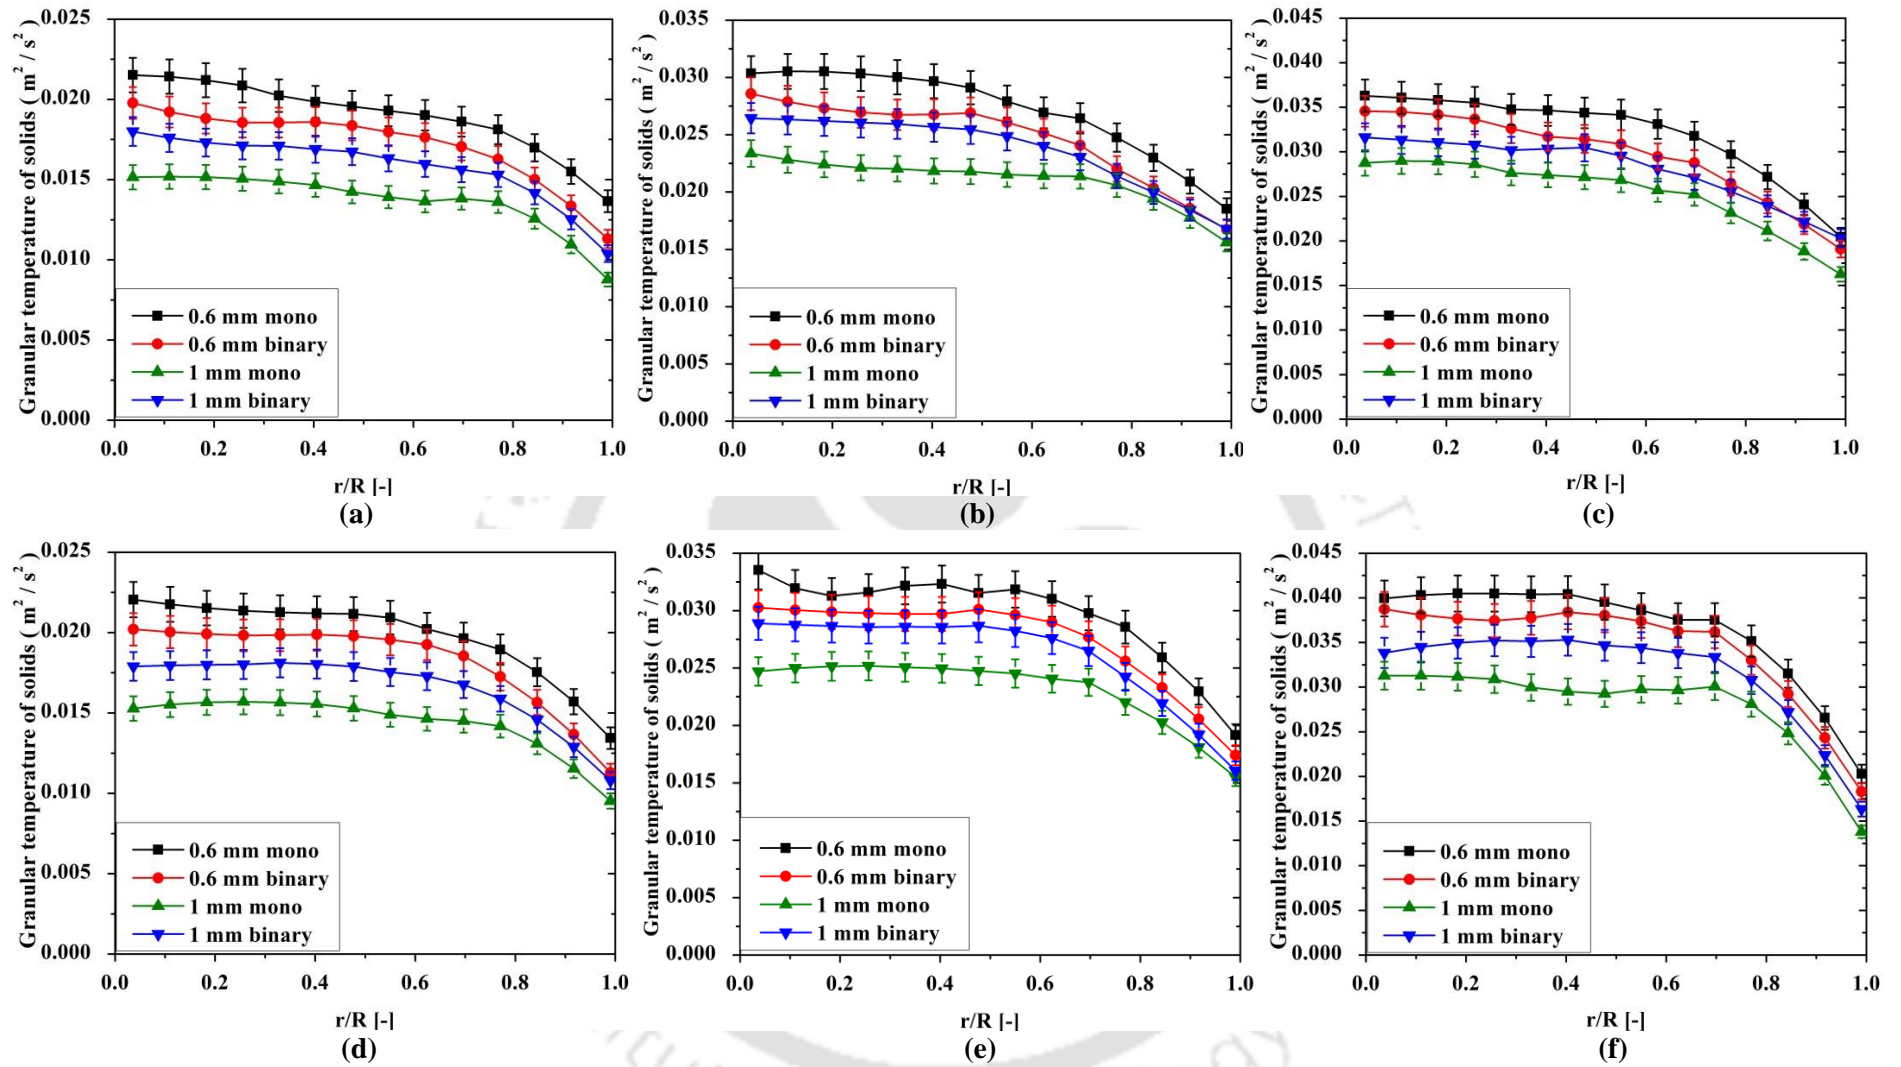 Granular temperature of solids ( m² / s² )
0.025
0.020
0.015
0.010
0.005
0.000
0.6 mm mono
0.6 mm binary
1 mm mono
1 mm binary
0.0 0.2 0.4 0.6 0.8 1.0
r/R [-]
(a)
Granular temperature of solids ( m² / s² )
0.035
0.030
0.025
0.020
0.015
0.010
0.005
0.000
0.6 mm mono
0.6 mm binary
1 mm mono
1 mm binary
0.0 0.2 0.4 0.6 0.8 1.0
r/R [-]
(b)
Granular temperature of solids ( m² / s² )
0.045
0.040
0.035
0.030
0.025
0.020
0.015
0.010
0.005
0.000
0.6 mm mono
0.6 mm binary
1 mm mono
1 mm binary
0.0 0.2 0.4 0.6 0.8 1.0
r/R [-]
(c)
Granular temperature of solids ( m² / s² )
0.025
0.020
0.015
0.010
0.005
0.000
0.6 mm mono
0.6 mm binary
1 mm mono
1 mm binary
0.0 0.2 0.4 0.6 0.8 1.0
r/R [-]
(d)
Granular temperature of solids ( m² / s² )
0.035
0.030
0.025
0.020
0.015
0.010
0.005
0.000
0.6 mm mono
0.6 mm binary
1 mm mono
1 mm binary
0.0 0.2 0.4 0.6 0.8 1.0
r/R [-]
(e)
Granular temperature of solids ( m² / s² )
0.045
0.040
0.035
0.030
0.025
0.020
0.015
0.010
0.005
0.000
0.6 mm mono
0.6 mm binary
1 mm mono
1 mm binary
0.0 0.2 0.4 0.6 0.8 1.0
r/R [-]
(f)